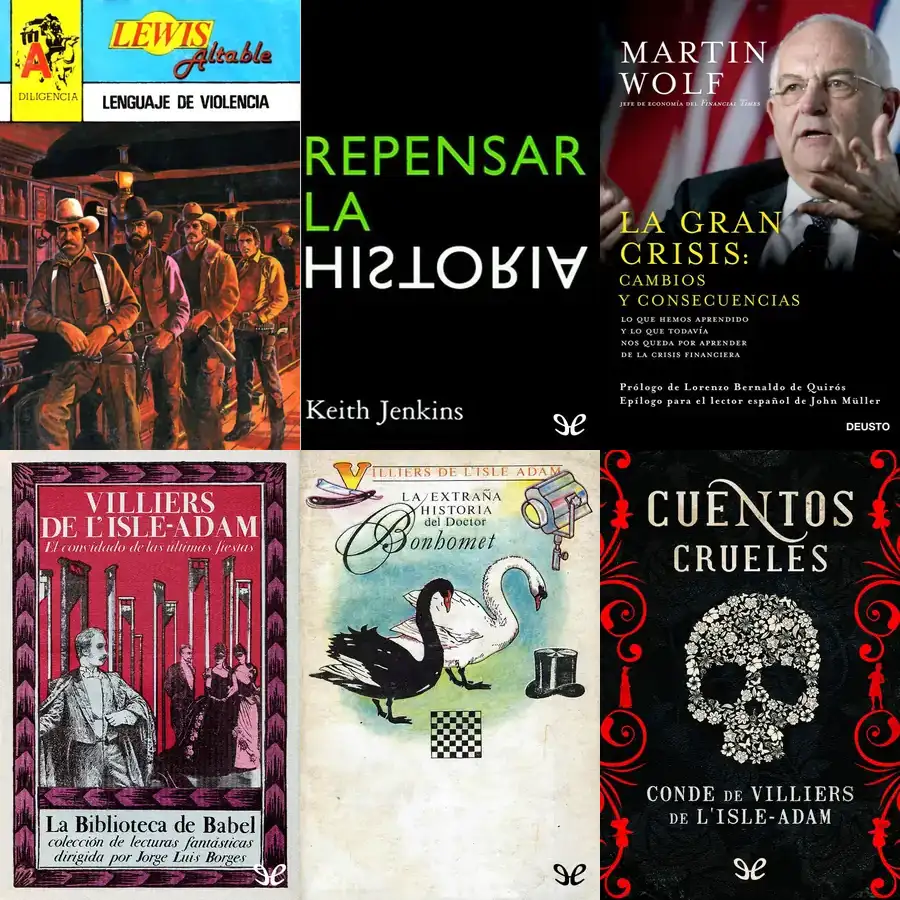 A
DILIGENCIA
LEWIS
Altable
LENGUAJE DE VIOLENCIA
REPENSAR
LA
HISTORIA
Keith Jenkins
MARTIN
WOLF
JEFE DE ECONOMÍA DEL FINANCIAL TIMES
LA GRAN
CRISIS:
CAMBIOS
Y CONSECUENCIAS
LO QUE HEMOS APRENDIDO
Y LO QUE TODAVÍA
NOS QUEDA POR APRENDER
DE LA CRISIS FINANCIERA
Prólogo de Lorenzo Bernaldo de Quirós
Epílogo para el lector español de John Müller
DEUSTO
VILLIERS
DE L'ISLE-ADAM
El convidado de las últimas fiestas
La Biblioteca de Babel
colección de lecturas fantásticas
dirigida por Jorge Luis Borges
VILLIERS DE L'ISLE ADAM
LA EXTRAÑA
HISTORIA
del Doctor
Bonhomet
CUENTOS
CRUELES
CONDE DE VILLIERS
DE L'ISLE-ADAM